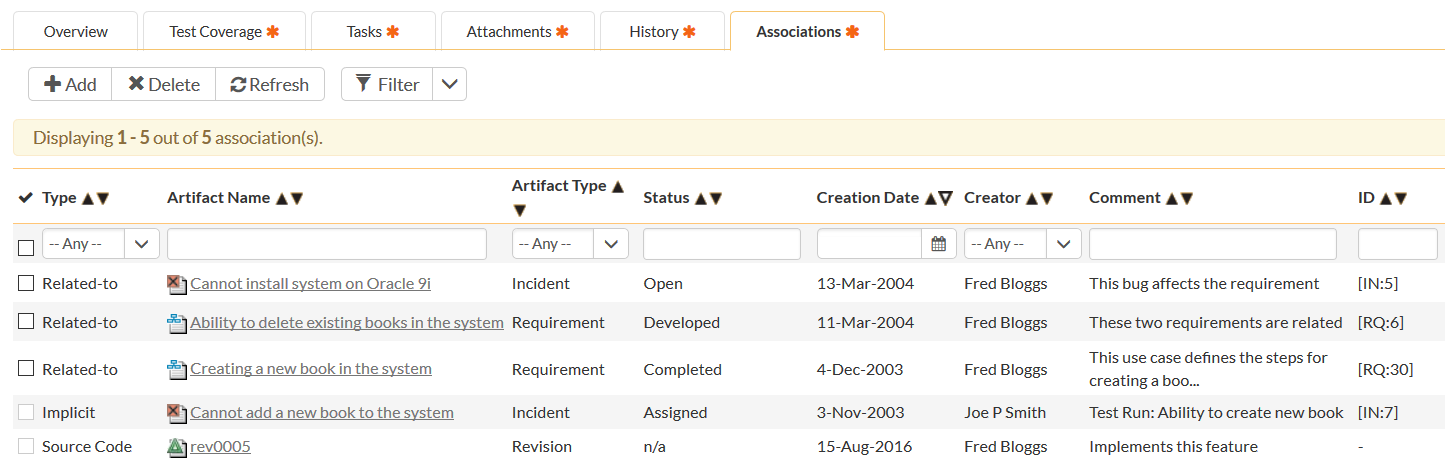 Overview Test Coverage ✱ Tasks ✱ Attachments ✱ History ✱ Associations ✱
Add Delete Refresh Filter
Displaying 1 - 5 out of 5 association(s).
Type Artifact Name Artifact Type Status Creation Date Creator Comment ID
-- Any -- -- Any -- -- Any --
Related-to Cannot install system on Oracle 9i Incident Open 13-Mar-2004 Fred Bloggs This bug affects the requirement [IN:5]
Related-to Ability to delete existing books in the system Requirement Developed 11-Mar-2004 Fred Bloggs These two requirements are related [RQ:6]
Related-to Creating a new book in the system Requirement Completed 4-Dec-2003 Fred Bloggs This use case defines the steps for [RQ:30]
creating a boo...
Implicit Cannot add a new book to the system Incident Assigned 3-Nov-2003 Joe P Smith Test Run: Ability to create new book [IN:7]
Source Code rev0005 Revision n/a 15-Aug-2016 Fred Bloggs Implements this feature -